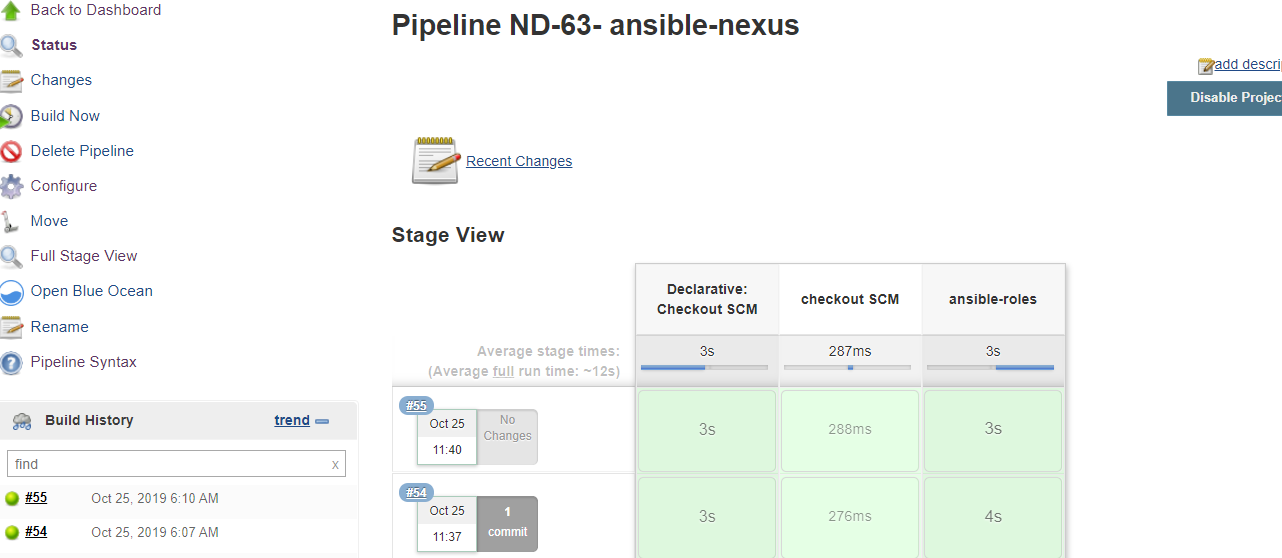 Back to Dashboard
Status
Changes
Build Now
Delete Pipeline
Configure
Move
Full Stage View
Open Blue Ocean
Rename
Pipeline Syntax
Build History
trend
find
x
#55
Oct 25, 2019 6:10 AM
#54
Oct 25, 2019 6:07 AM
Pipeline ND-63- ansible-nexus
add descri
Disable Projec
Recent Changes
Stage View
Declarative:
Checkout SCM
checkout SCM
ansible-roles
Average stage times:
(Average full run time: ~12s)
3s
287ms
3s
#55
Oct 25
11:40
No
Changes
3s
288ms
3s
#54
Oct 25
11:37
1
commit
3s
276ms
4s